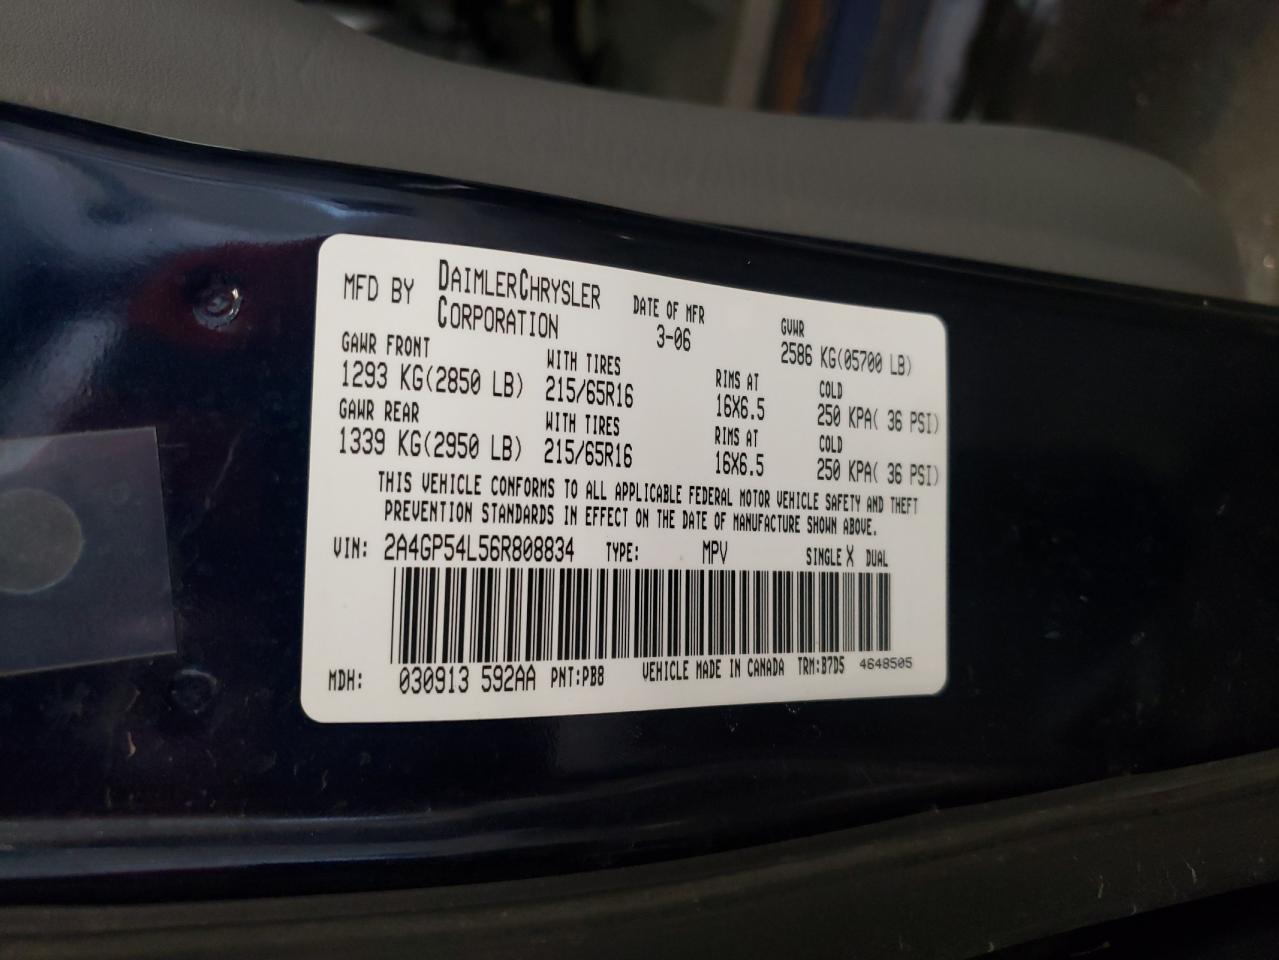 MFD BY DAIMLERCHRYSLER CORPORATION DATE OF MFR 3-06 GVWR 2586 KG(05700 LB)
GAWR FRONT WITH TIRES RIMS AT COLD
1293 KG(2850 LB) 215/65R16 16X6.5 250 KPA( 36 PSI)
GAWR REAR WITH TIRES RIMS AT COLD
1339 KG(2950 LB) 215/65R16 16X6.5 250 KPA( 36 PSI)
THIS VEHICLE CONFORMS TO ALL APPLICABLE FEDERAL MOTOR VEHICLE SAFETY AND THEFT
PREVENTION STANDARDS IN EFFECT ON THE DATE OF MANUFACTURE SHOWN ABOVE.
VIN: 2A4GP54L56R808834 TYPE: MPV SINGLE X DUAL
MDH: 030913 592AA PNT:PB8 VEHICLE MADE IN CANADA TRM:B7D5 4648505